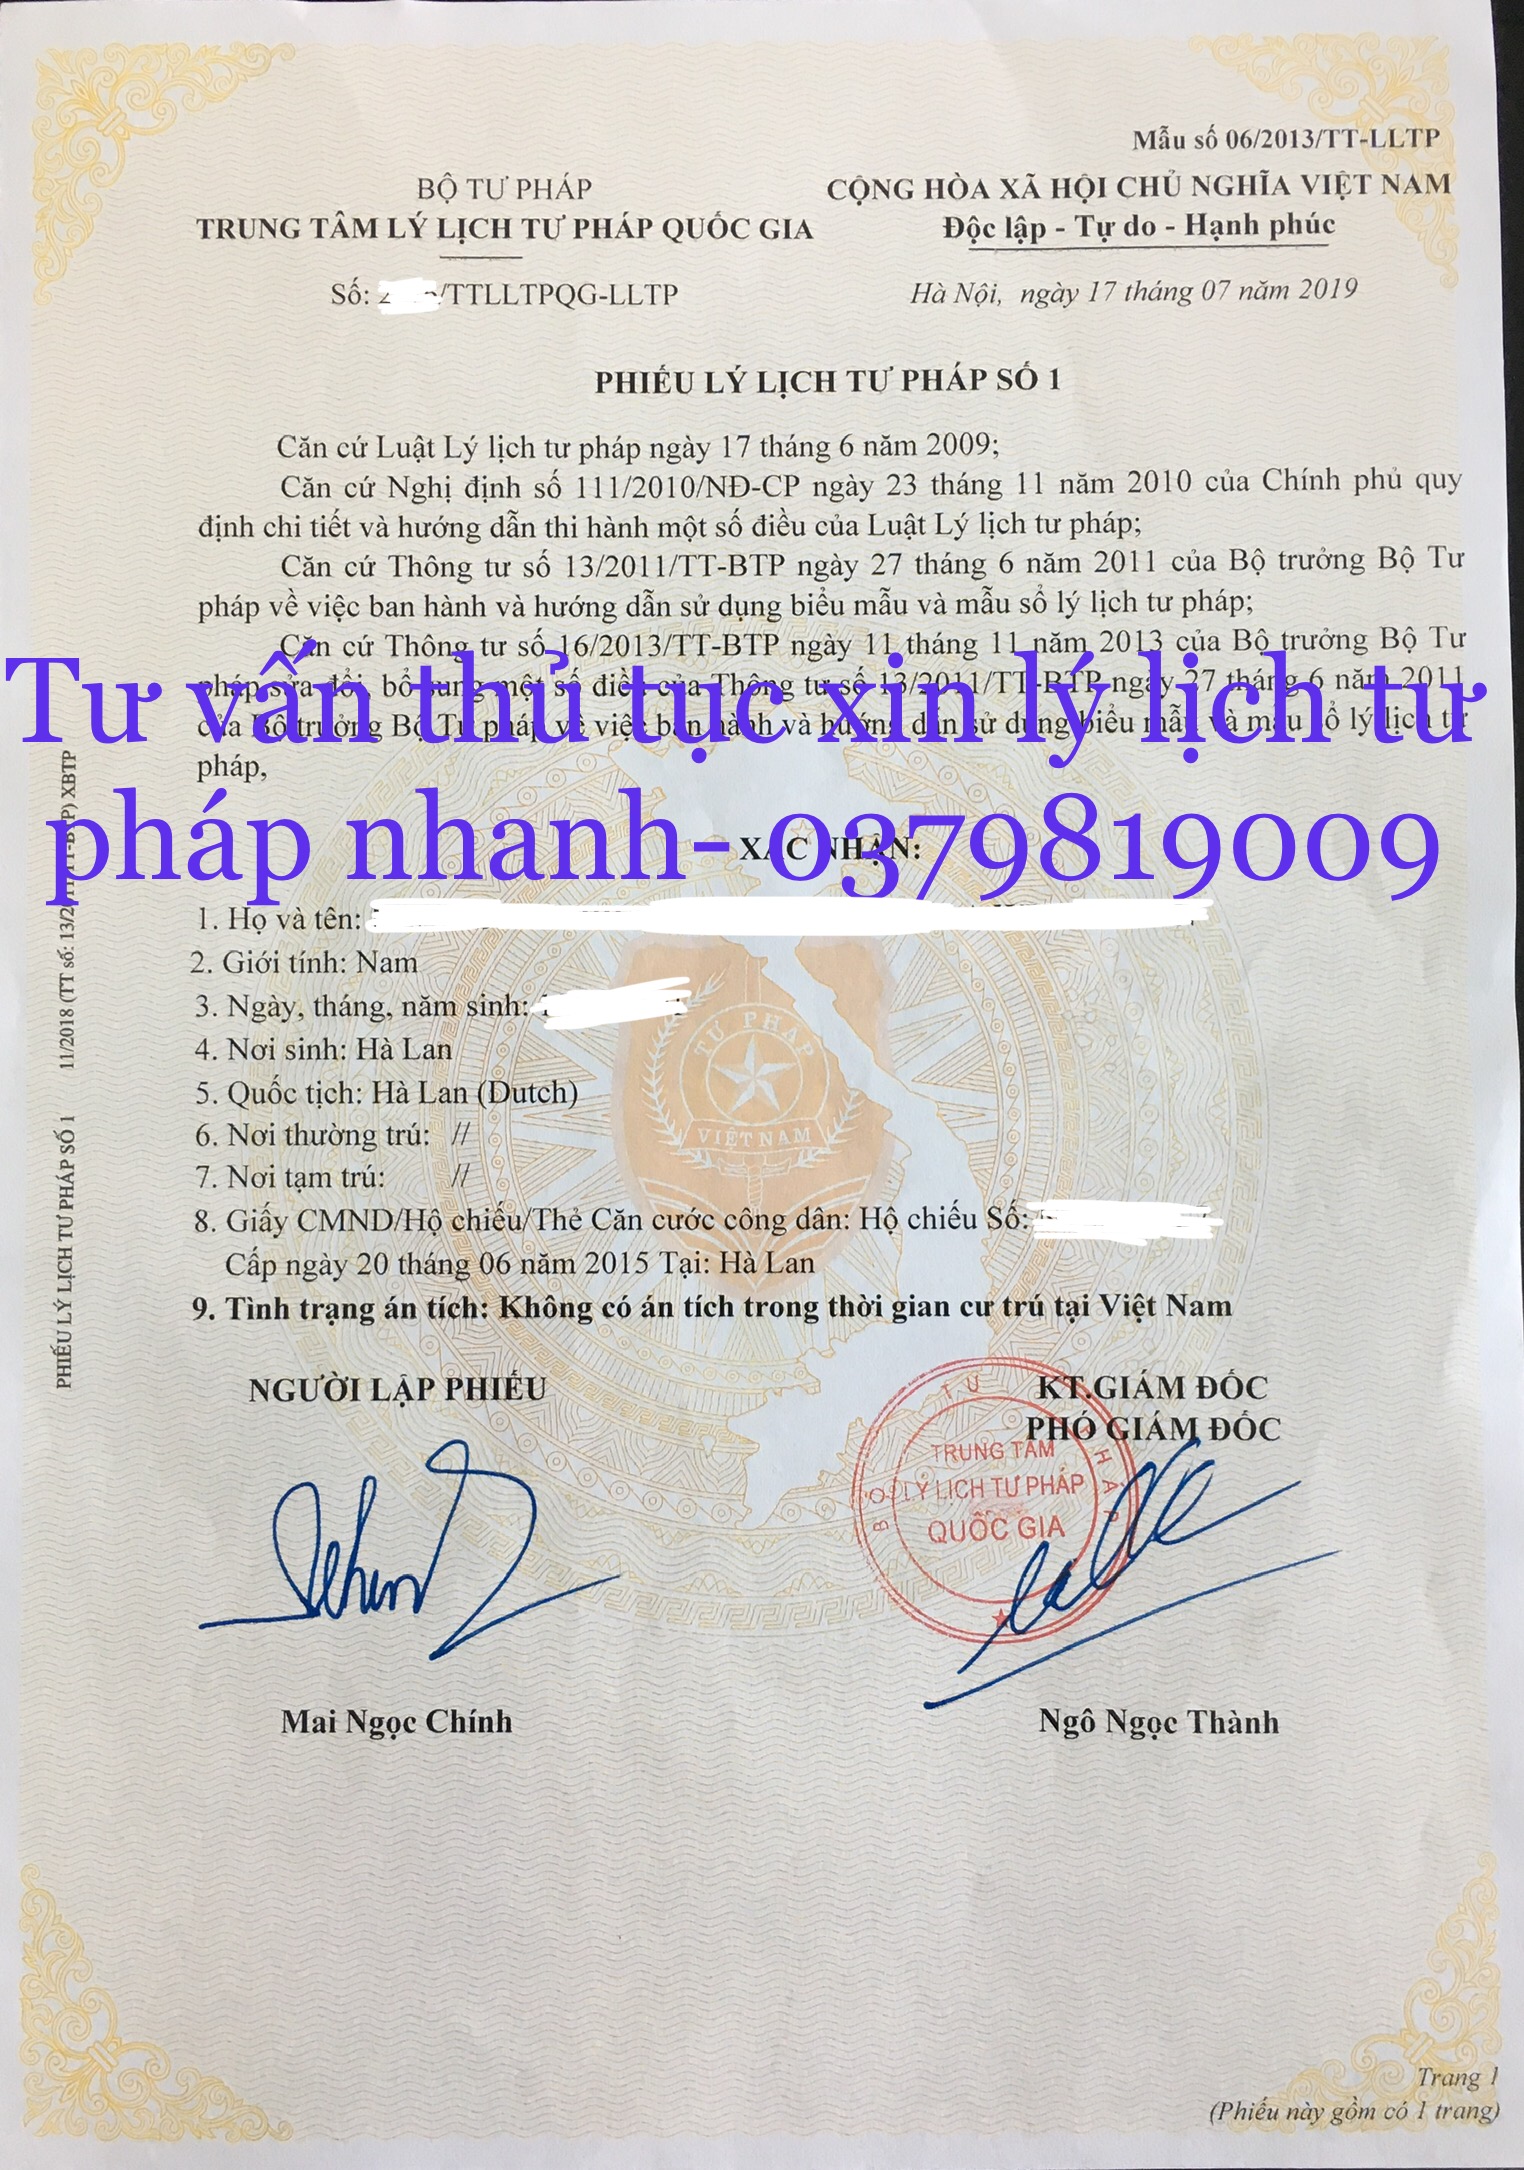 Mẫu số 06/2013/TT-LLTP
BỘ TƯ PHÁP
TRUNG TÂM LÝ LỊCH TƯ PHÁP QUỐC GIA
CỘNG HÒA XÃ HỘI CHỦ NGHĨA VIỆT NAM
Độc lập - Tự do - Hạnh phúc
Số: /TTLLTPQG-LLTP
Hà Nội, ngày 17 tháng 07 năm 2019
PHIẾU LÝ LỊCH TƯ PHÁP SỐ 1
Căn cứ Luật Lý lịch tư pháp ngày 17 tháng 6 năm 2009;
Căn cứ Nghị định số 111/2010/NĐ-CP ngày 23 tháng 11 năm 2010 của Chính phủ quy
định chi tiết và hướng dẫn thi hành một số điều của Luật Lý lịch tư pháp;
Căn cứ Thông tư số 13/2011/TT-BTP ngày 27 tháng 6 năm 2011 của Bộ trưởng Bộ Tư
pháp về việc ban hành và hướng dẫn sử dụng biểu mẫu và mẫu sổ lý lịch tư pháp;
Căn cứ Thông tư số 16/2013/TT-BTP ngày 11 tháng 11 năm 2013 của Bộ trưởng Bộ Tư
pháp sửa đổi, bổ sung một số điều của Thông tư số 13/2011/TT-BTP ngày 27 tháng 6 năm 2011
của Bộ trưởng Bộ Tư pháp về việc ban hành và hướng dẫn sử dụng biểu mẫu và mẫu sổ lý lịch tư
pháp,
Tư vấn thủ tục xin lý lịch tư
pháp nhanh- 0379819009
XÁC NHẬN:
1. Họ và tên:
2. Giới tính: Nam
3. Ngày, tháng, năm sinh:
4. Nơi sinh: Hà Lan
5. Quốc tịch: Hà Lan (Dutch)
6. Nơi thường trú: //
7. Nơi tạm trú: //
8. Giấy CMND/Hộ chiếu/Thẻ Căn cước công dân: Hộ chiếu Số:
Cấp ngày 20 tháng 06 năm 2015 Tại: Hà Lan
9. Tình trạng án tích: Không có án tích trong thời gian cư trú tại Việt Nam
TƯ PHÁP
VIỆT NAM
NGƯỜI LẬP PHIẾU
KT.GIÁM ĐỐC
PHÓ GIÁM ĐỐC
BỘ TƯ PHÁP
TRUNG TÂM
LÝ LỊCH TƯ PHÁP
QUỐC GIA
Mai Ngọc Chính
Ngô Ngọc Thành
PHIẾU LÝ LỊCH TƯ PHÁP SỐ 1 11/2018 (TT số: 13/2011/TT-BTP) XBTP
Trang 1
(Phiếu này gồm có 1 trang)